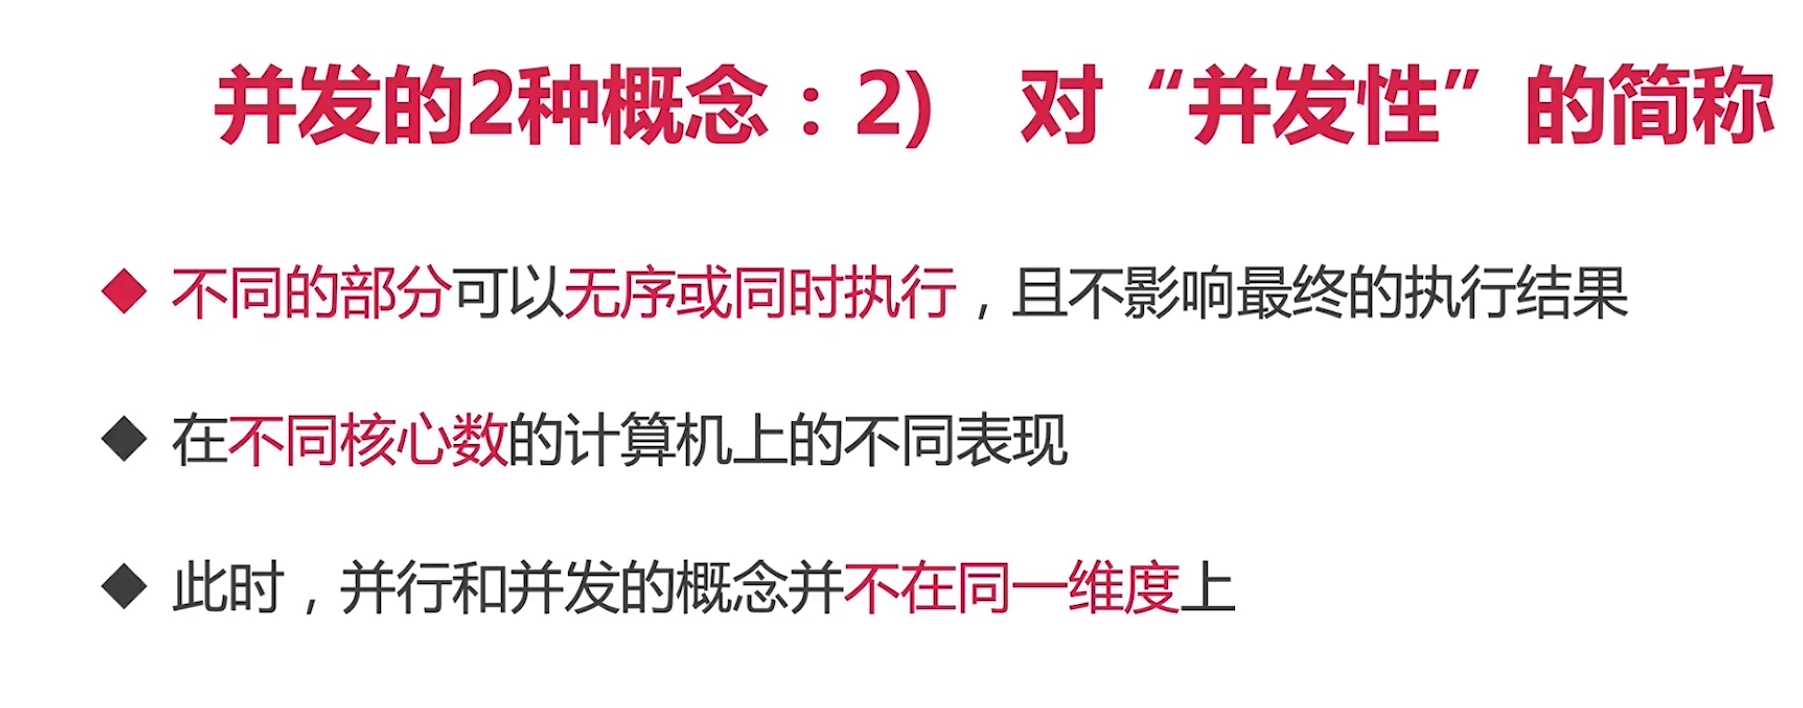 并发的2种概念：2) 对“并发性”的简称
◆ 不同的部分可以无序或同时执行，且不影响最终的执行结果
◆ 在不同核心数的计算机上的不同表现
◆ 此时，并行和并发的概念并不在同一维度上